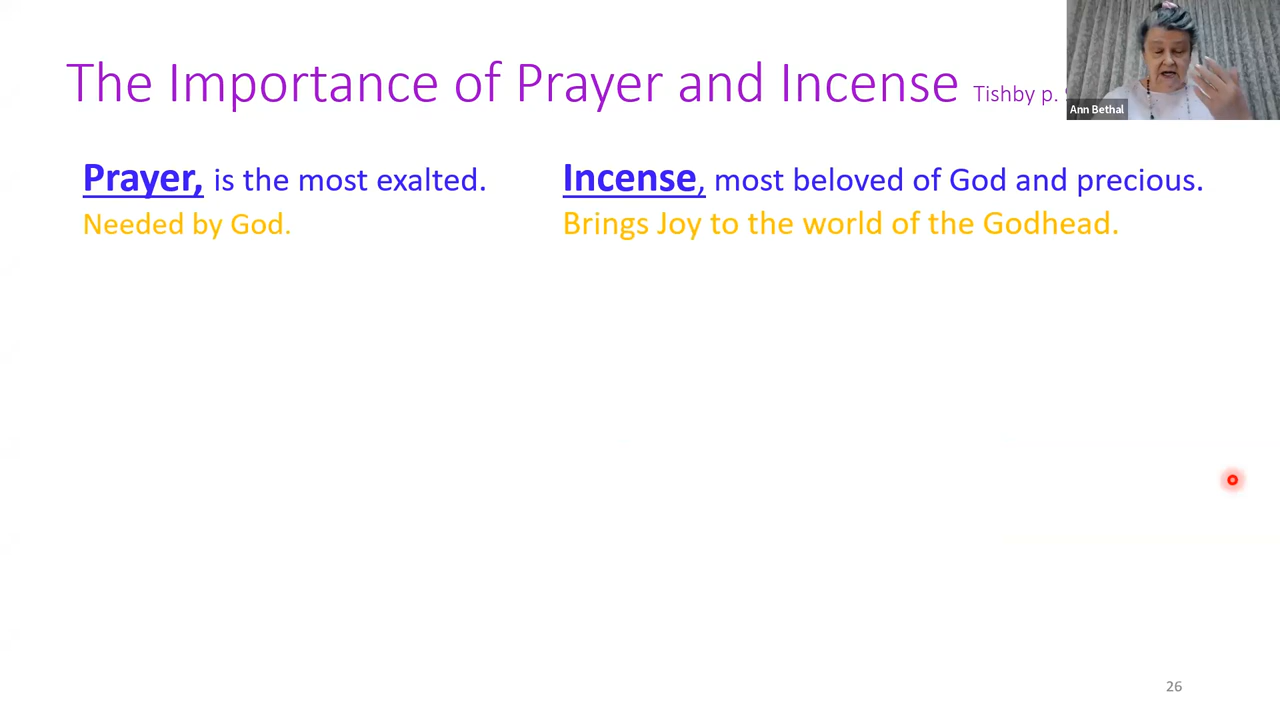 The Importance of Prayer and Incense Tishby p.
Ann Bethal
Prayer, is the most exalted.
Needed by God.
Incense, most beloved of God and precious.
Brings Joy to the world of the Godhead.
26